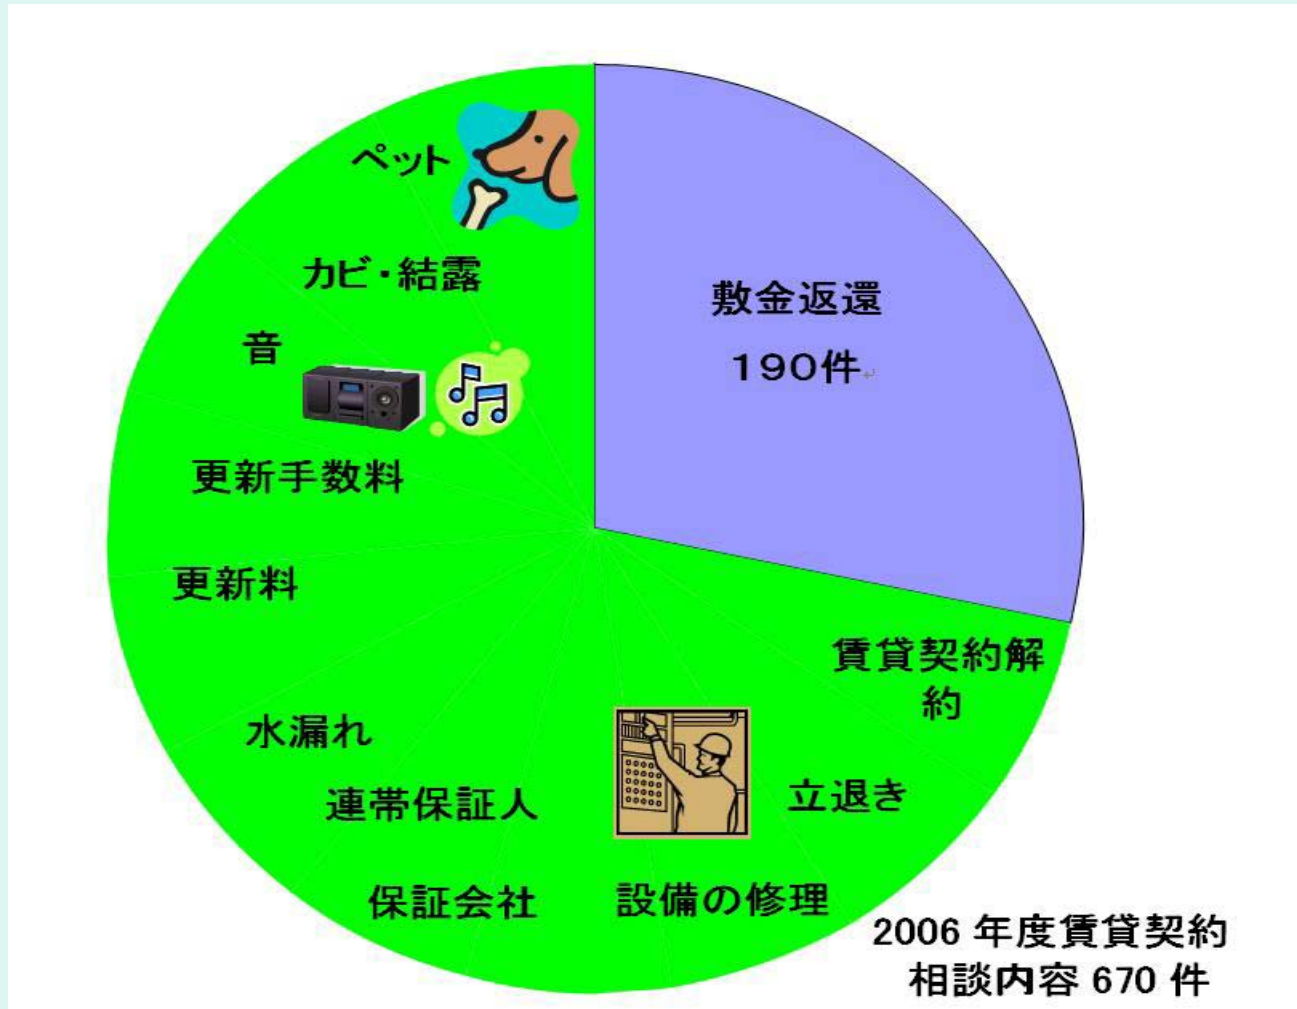 ペット
カビ・結露
音
更新手数料
更新料
水漏れ
連帯保証人
保証会社
設備の修理
立退き
賃貸契約解
約
敷金返還
190件
2006 年度賃貸契約
相談内容 670 件